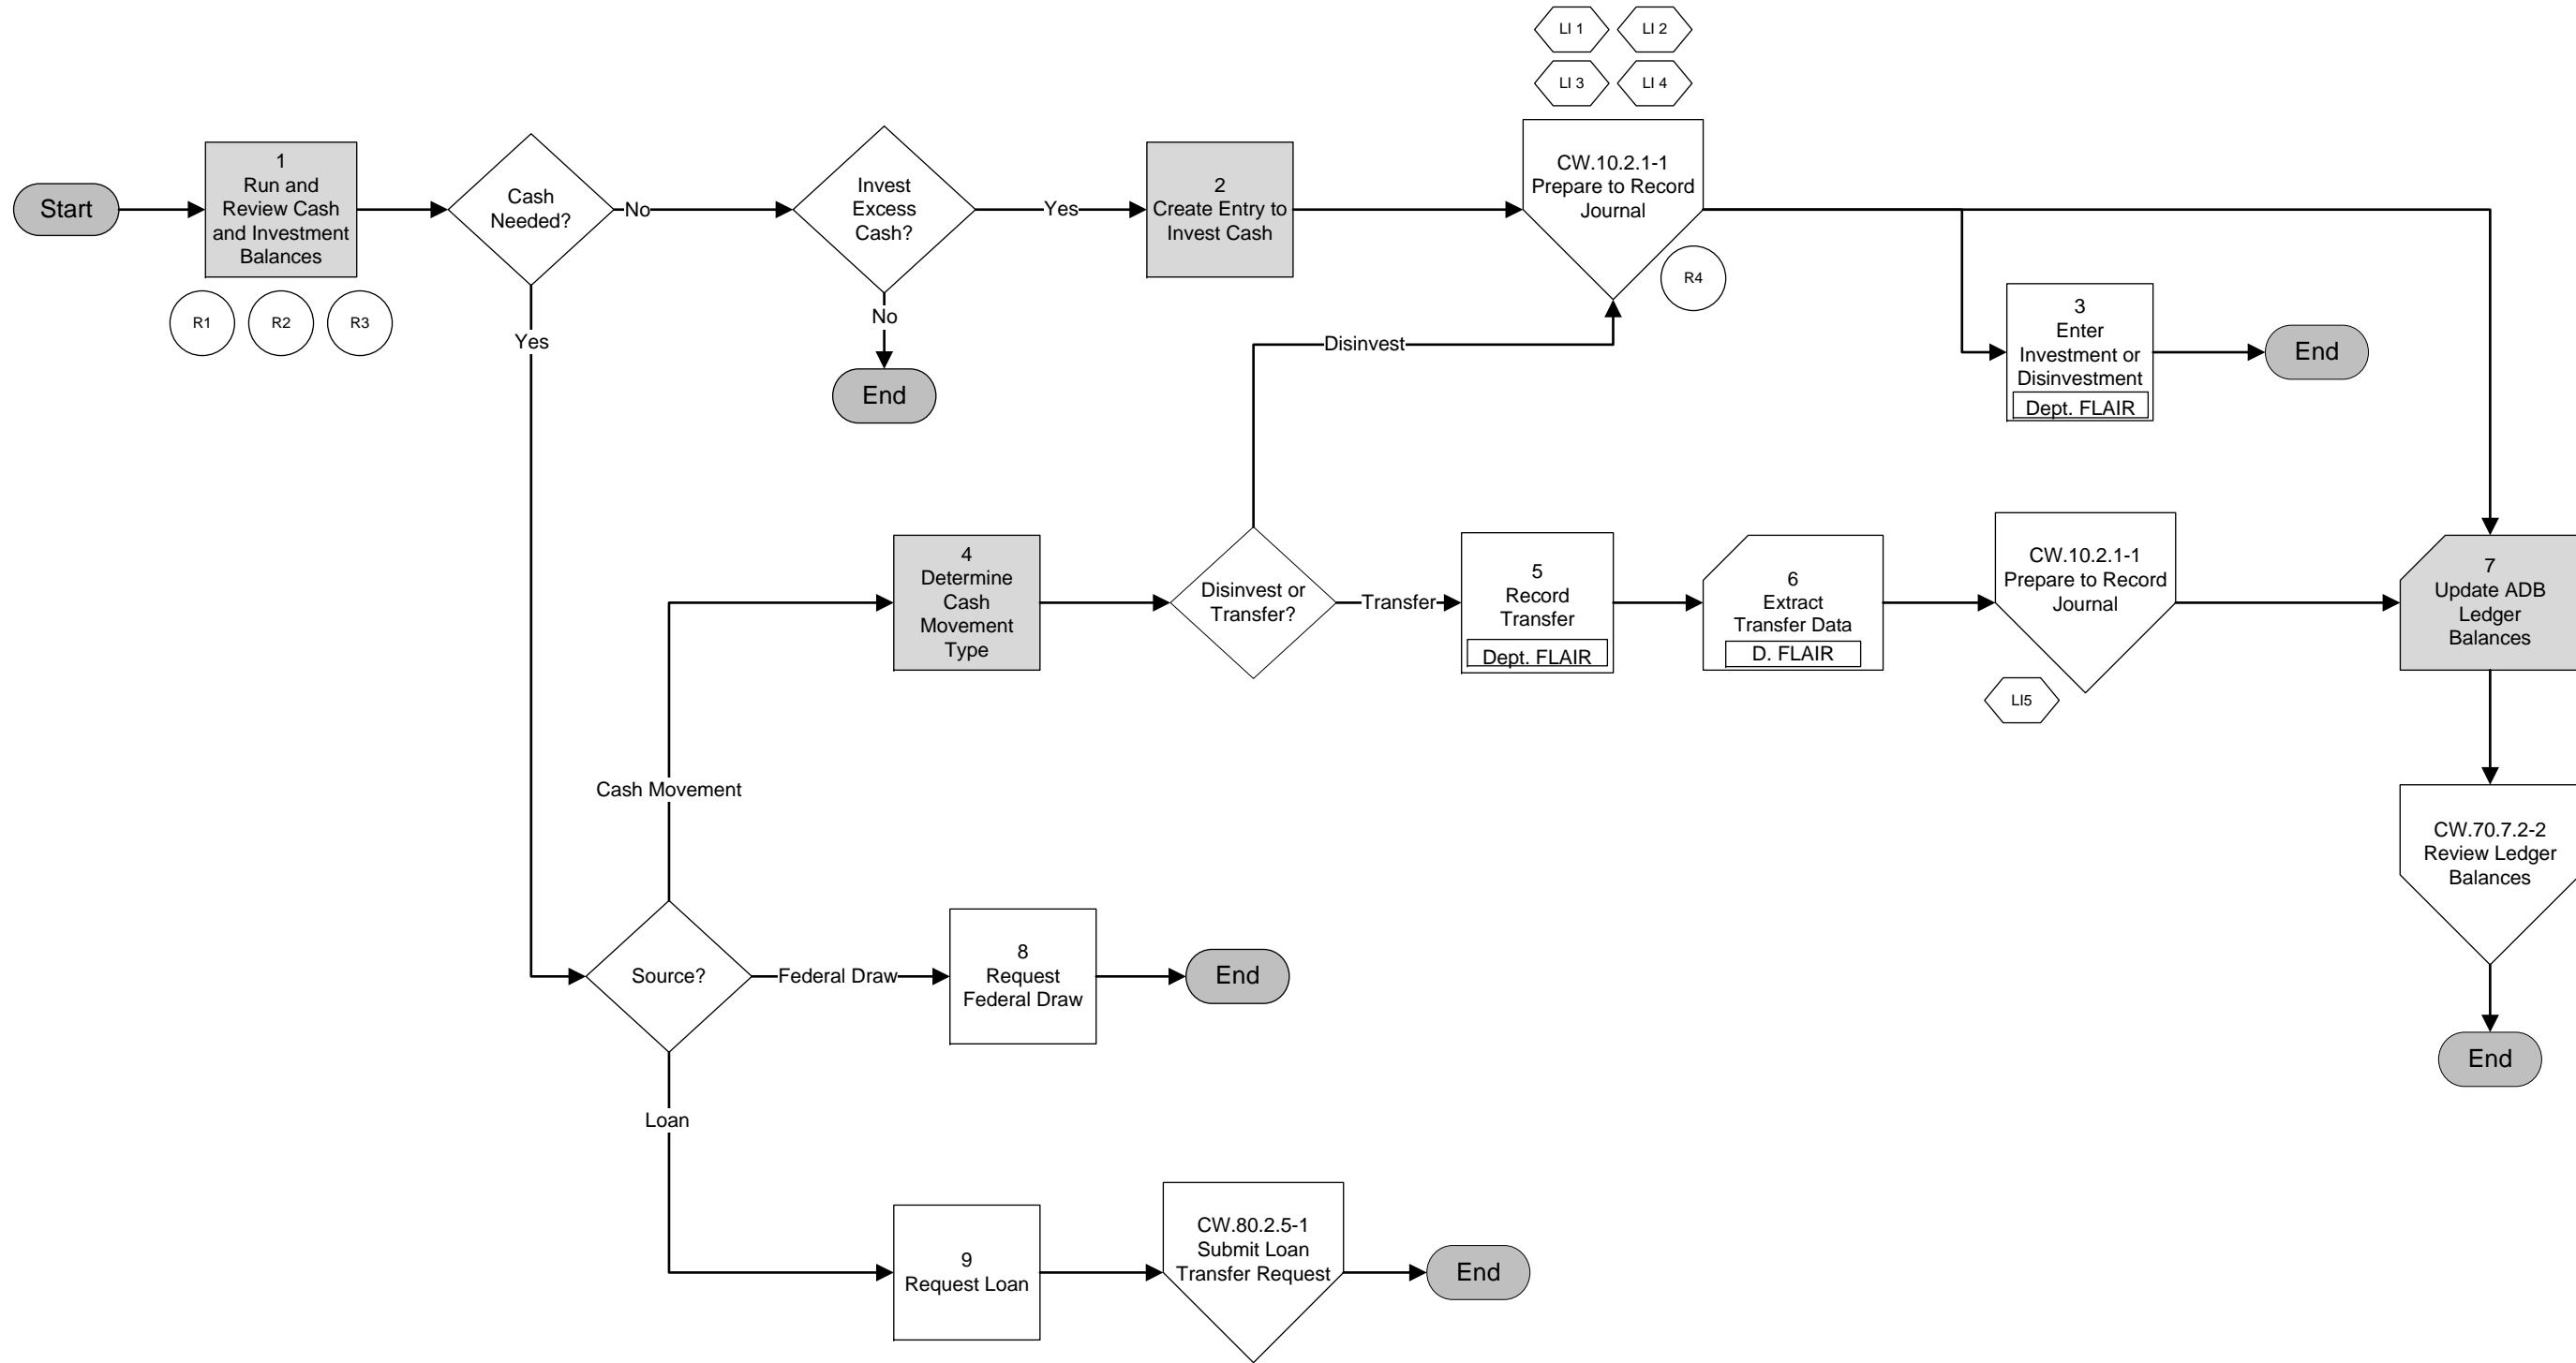 LI 1
LI 2
LI 3
LI 4
Start
1
Run and
Review Cash
and Investment
Balances
R1
R2
R3
Cash
Needed?
No
Yes
Invest
Excess
Cash?
Yes
No
End
2
Create Entry to
Invest Cash
CW.10.2.1-1
Prepare to Record
Journal
R4
Disinvest
3
Enter
Investment or
Disinvestment
Dept. FLAIR
End
4
Determine
Cash
Movement
Type
Disinvest or
Transfer?
Transfer
5
Record
Transfer
Dept. FLAIR
6
Extract
Transfer Data
D. FLAIR
CW.10.2.1-1
Prepare to Record
Journal
LI5
7
Update ADB
Ledger
Balances
Cash Movement
CW.70.7.2-2
Review Ledger
Balances
End
Source?
Federal Draw
8
Request
Federal Draw
End
Loan
9
Request Loan
CW.80.2.5-1
Submit Loan
Transfer Request
End